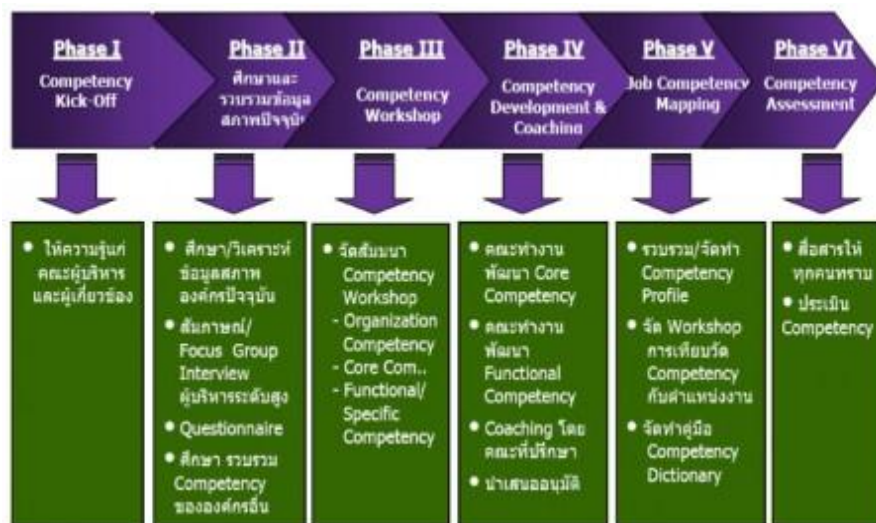 Phase I
Competency
Kick-Off
Phase II
ศึกษาและ
รวบรวมข้อมูล
สภาพปัจจุบัน
Phase III
Competency
Workshop
Phase IV
Competency
Development &
Coaching
Phase V
Job Competency
Mapping
Phase VI
Competency
Assessment
• ให้ความรู้แก่
คณะผู้บริหาร
และผู้เกี่ยวข้อง
• ศึกษา/วิเคราะห์
ข้อมูลสภาพ
องค์กรปัจจุบัน
• สัมภาษณ์/
Focus Group
Interview
ผู้บริหารระดับสูง
• Questionnaire
• ศึกษา รวบรวม
Competency
ขององค์กรอื่น
• จัดสัมมนา
Competency
Workshop
- Organization
Competency
- Core Com..
- Functional/
Specific
Competency
• คณะทำงาน
พัฒนา Core
Competency
• คณะทำงาน
พัฒนา
Functional
Competency
• Coaching โดย
คณะที่ปรึกษา
• นำเสนออนุมัติ
• รวบรวม/จัดทำ
Competency
Profile
• จัด Workshop
การเทียบวัด
Competency
กับตำแหน่งงาน
• จัดทำคู่มือ
Competency
Dictionary
• สื่อสารให้
ทุกคนทราบ
• ประเมิน
Competency